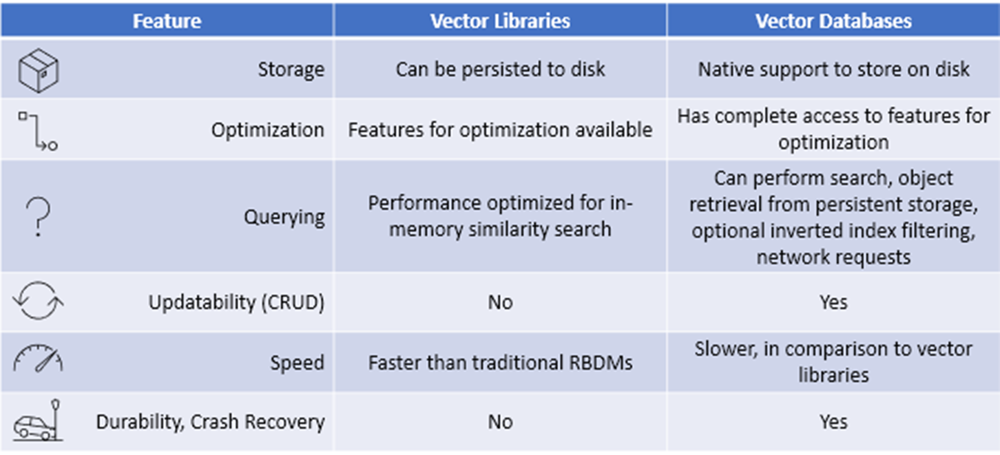 Feature
Vector Libraries
Vector Databases
Storage
Can be persisted to disk
Native support to store on disk
Optimization
Features for optimization available
Has complete access to features for
optimization
Querying
Performance optimized for in-
memory similarity search
Can perform search, object
retrieval from persistent storage,
optional inverted index filtering,
network requests
Updatability (CRUD)
No
Yes
Speed
Faster than traditional RBDMs
Slower, in comparison to vector
libraries
Durability, Crash Recovery
No
Yes